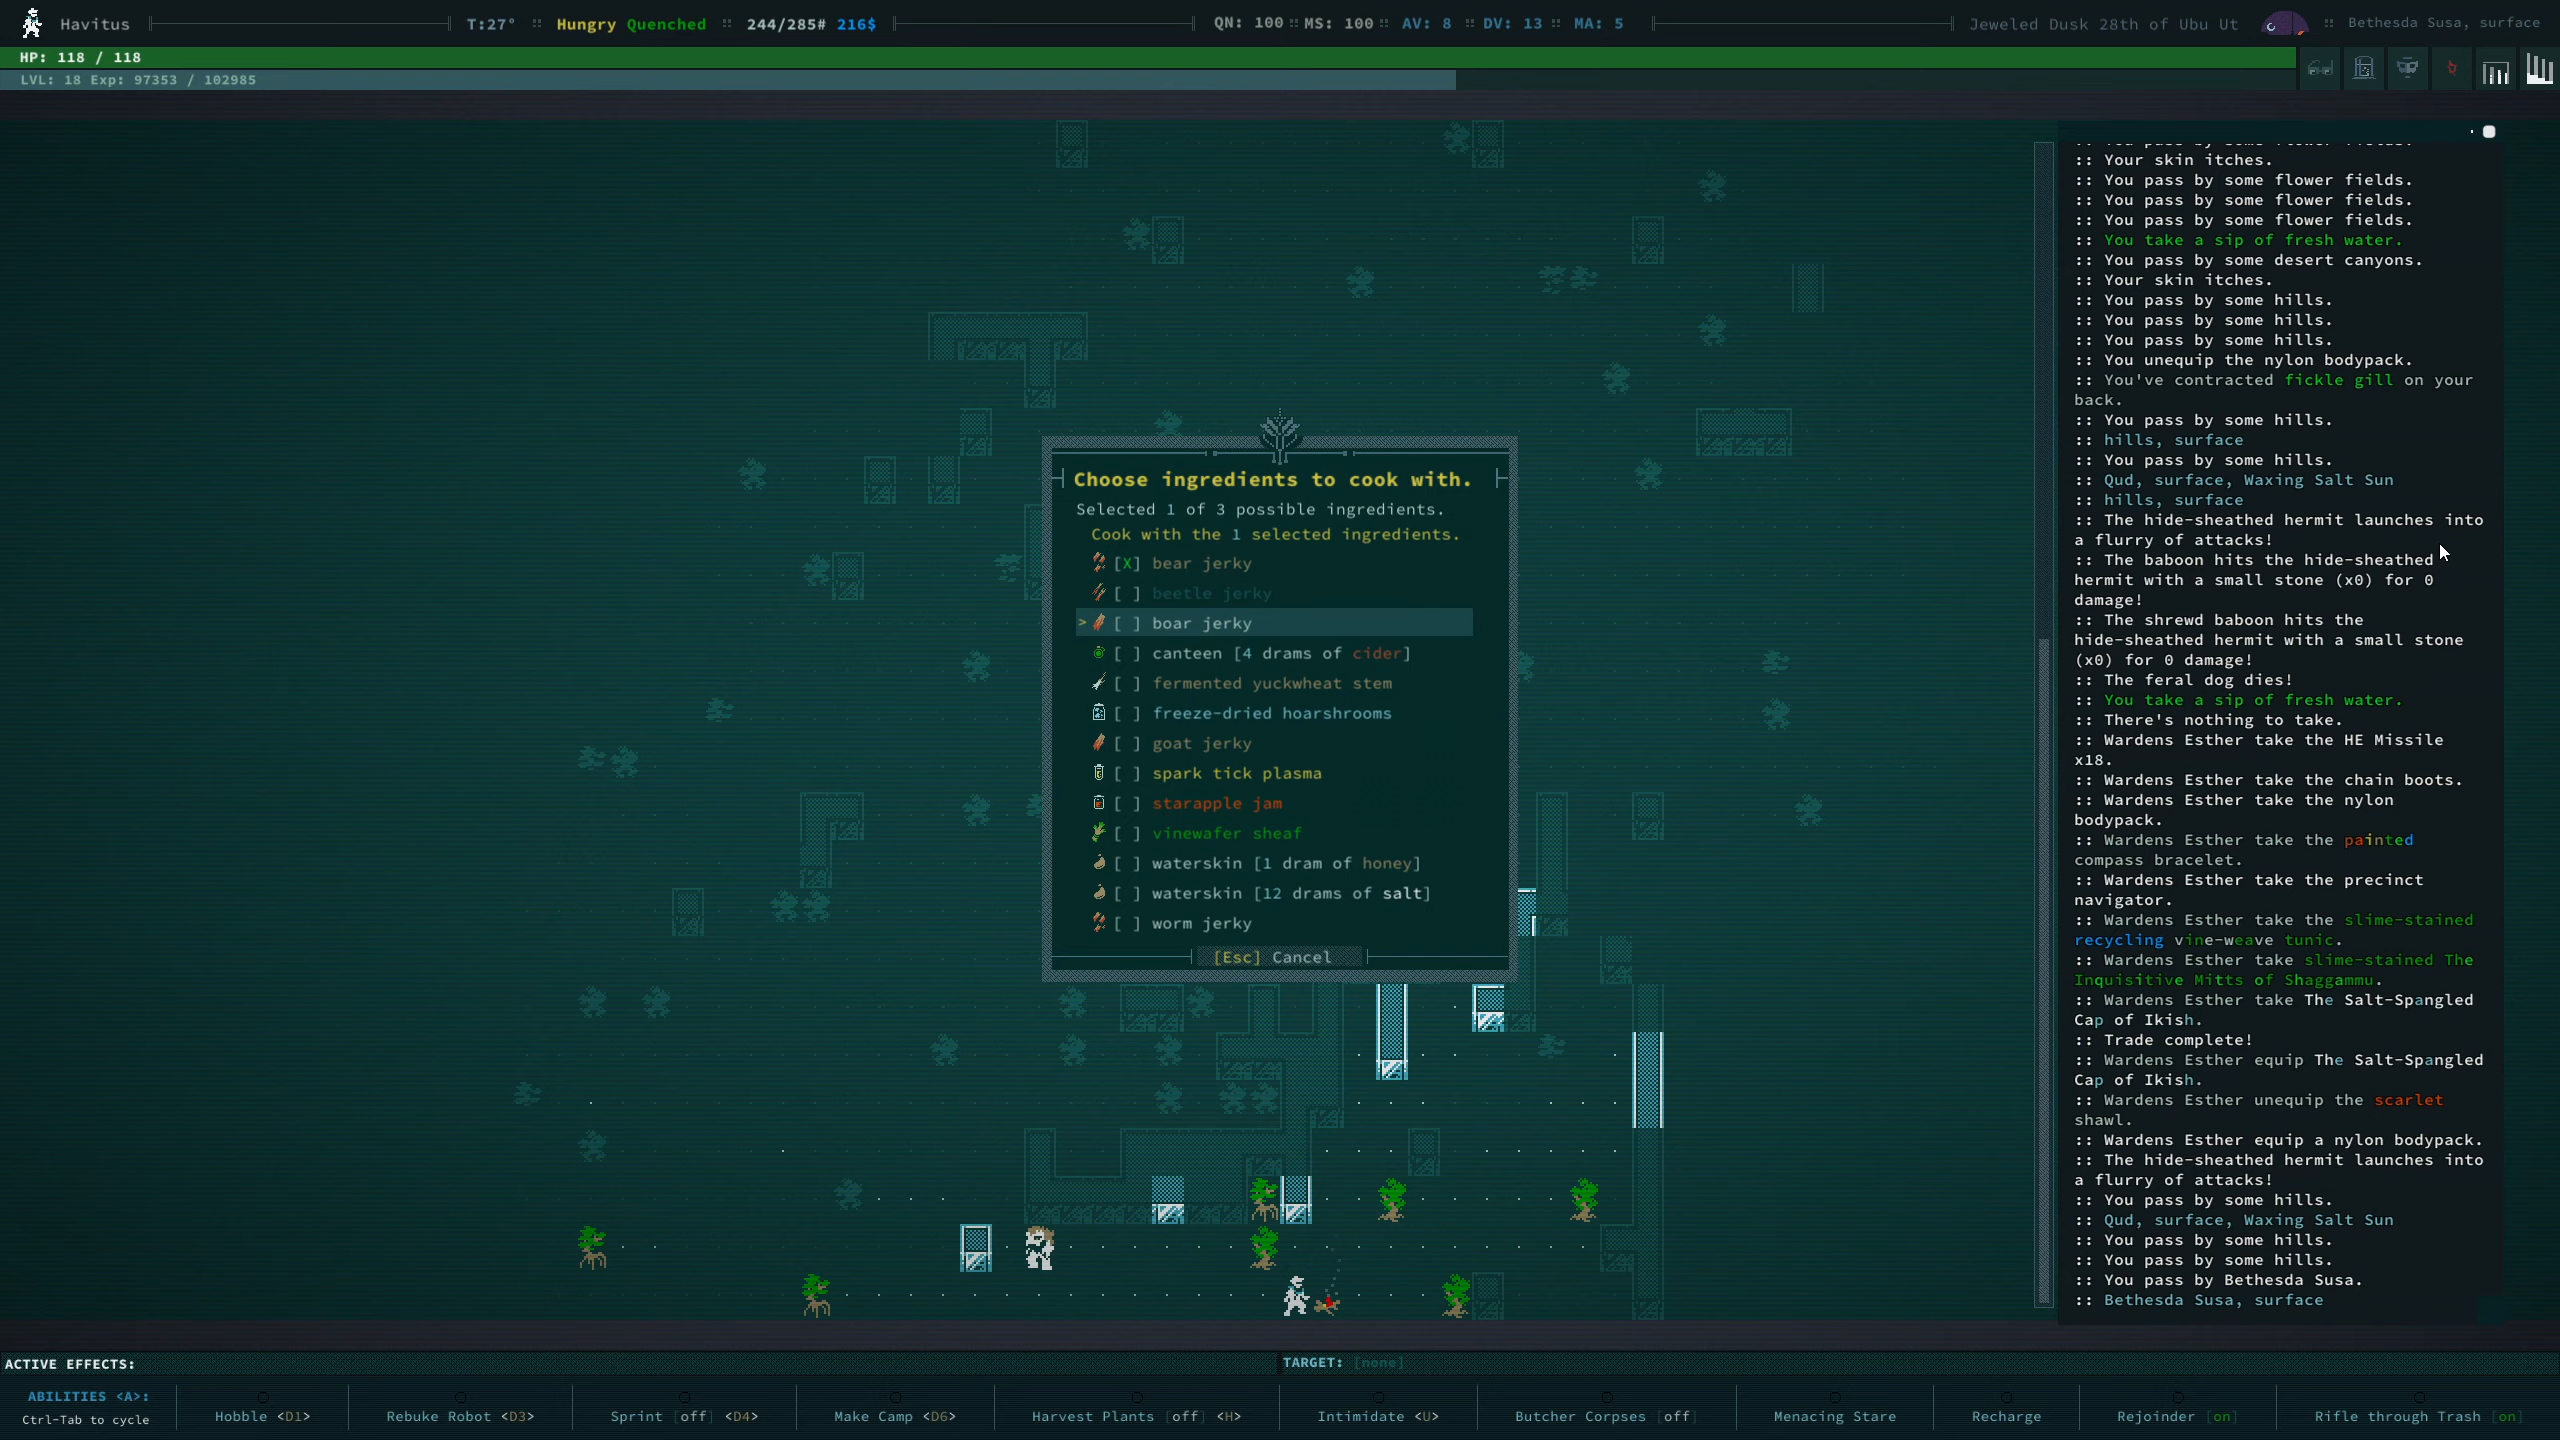 Havitus
T:27° :: Hungry Quenched :: 244/285# 216$
QN: 100 :: MS: 100 :: AV: 8 :: DV: 13 :: MA: 5
Jeweled Dusk 28th of Ubu Ut :: Bethesda Susa, surface
HP: 118 / 118
LVL: 18 Exp: 97353 / 102985
:: Your skin itches.
:: You pass by some flower fields.
:: You pass by some flower fields.
:: You pass by some flower fields.
:: You take a sip of fresh water.
:: You pass by some desert canyons.
:: Your skin itches.
:: You pass by some hills.
:: You pass by some hills.
:: You pass by some hills.
:: You unequip the nylon bodypack.
:: You've contracted fickle gill on your
back.
:: You pass by some hills.
:: hills, surface
:: You pass by some hills.
:: Qud, surface, Waxing Salt Sun
:: hills, surface
:: The hide-sheathed hermit launches into
a flurry of attacks!
:: The baboon hits the hide-sheathed
hermit with a small stone (x0) for 0
damage!
:: The shrewd baboon hits the
hide-sheathed hermit with a small stone
(x0) for 0 damage!
:: The feral dog dies!
:: You take a sip of fresh water.
:: There's nothing to take.
:: Wardens Esther take the HE Missile
x18.
:: Wardens Esther take the chain boots.
:: Wardens Esther take the nylon
bodypack.
:: Wardens Esther take the painted
compass bracelet.
:: Wardens Esther take the precinct
navigator.
:: Wardens Esther take the slime-stained
recycling vine-weave tunic.
:: Wardens Esther take slime-stained The
Inquisitive Mitts of Shaggammu.
:: Wardens Esther take The Salt-Spangled
Cap of Ikish.
:: Trade complete!
:: Wardens Esther equip The Salt-Spangled
Cap of Ikish.
:: Wardens Esther unequip the scarlet
shawl.
:: Wardens Esther equip a nylon bodypack.
:: The hide-sheathed hermit launches into
a flurry of attacks!
:: You pass by some hills.
:: Qud, surface, Waxing Salt Sun
:: You pass by some hills.
:: You pass by some hills.
:: You pass by Bethesda Susa.
:: Bethesda Susa, surface
Choose ingredients to cook with.
Selected 1 of 3 possible ingredients.
Cook with the 1 selected ingredients.
[X] bear jerky
[ ] beetle jerky
> [ ] boar jerky
[ ] canteen [4 drams of cider]
[ ] fermented yuckwheat stem
[ ] freeze-dried hoarshrooms
[ ] goat jerky
[ ] spark tick plasma
[ ] starapple jam
[ ] vinewafer sheaf
[ ] waterskin [1 dram of honey]
[ ] waterskin [12 drams of salt]
[ ] worm jerky
[Esc] Cancel
ACTIVE EFFECTS:
TARGET: [none]
ABILITIES <A>:
Ctrl-Tab to cycle
Hobble <D1>
Rebuke Robot <D3>
Sprint [off] <D4>
Make Camp <D6>
Harvest Plants [off] <H>
Intimidate <U>
Butcher Corpses [off]
Menacing Stare
Recharge
Rejoinder [on]
Rifle through Trash [on]